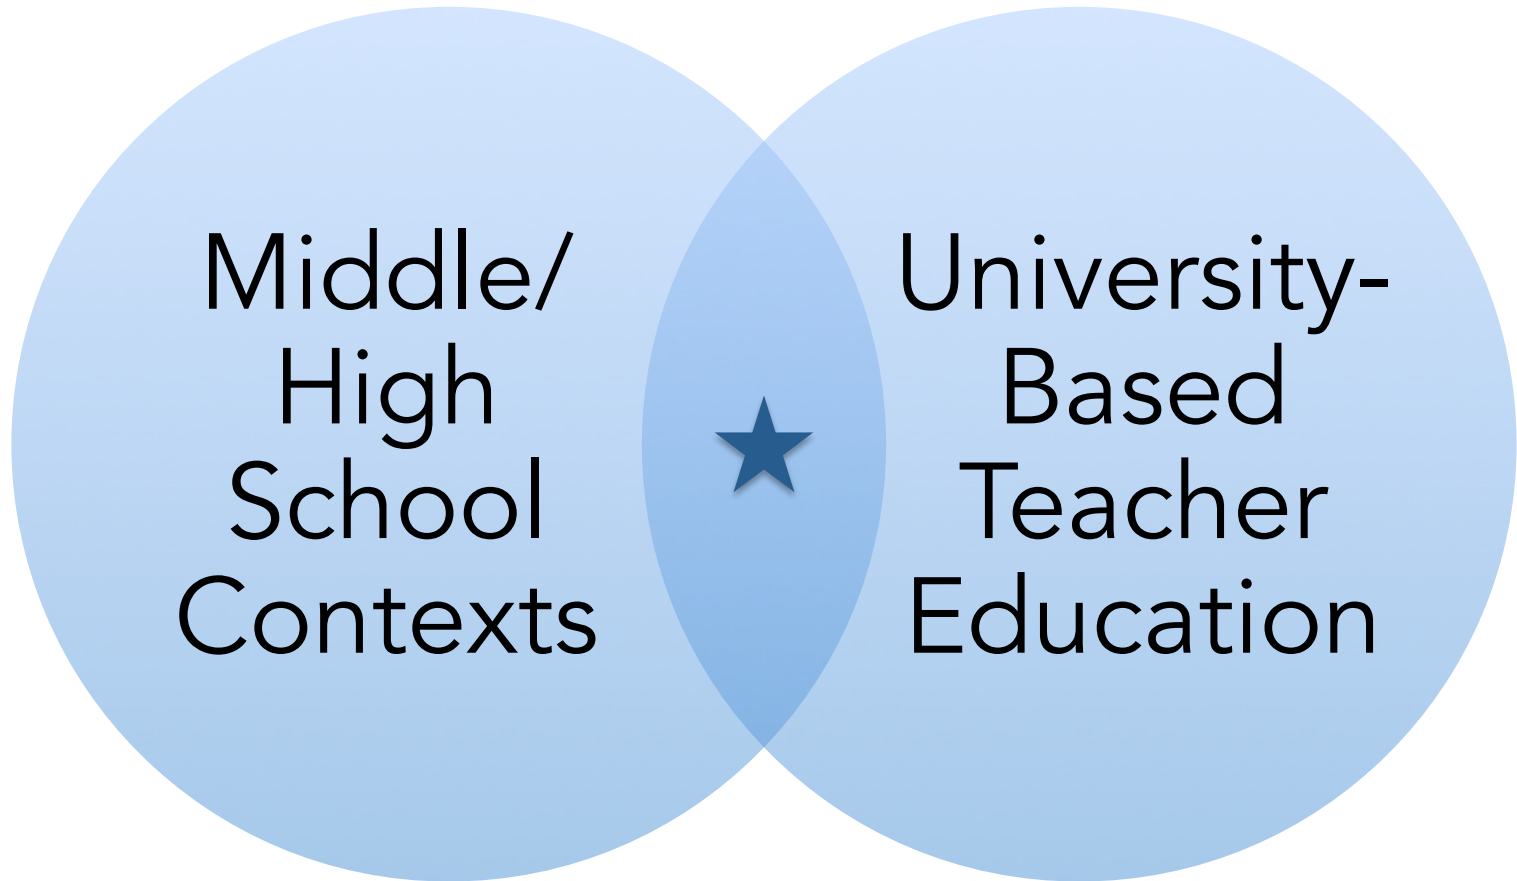 Middle/
High
School
Contexts
University-
Based
Teacher
Education